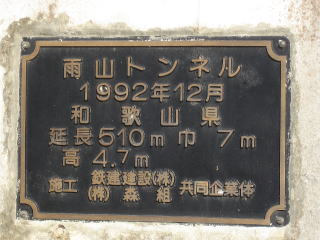 雨山トンネル
1992年12月
和歌山県
延長510m 巾 7m
高 4.7m
施工 鉄建建設(株) 共同企業体
(株) 森組